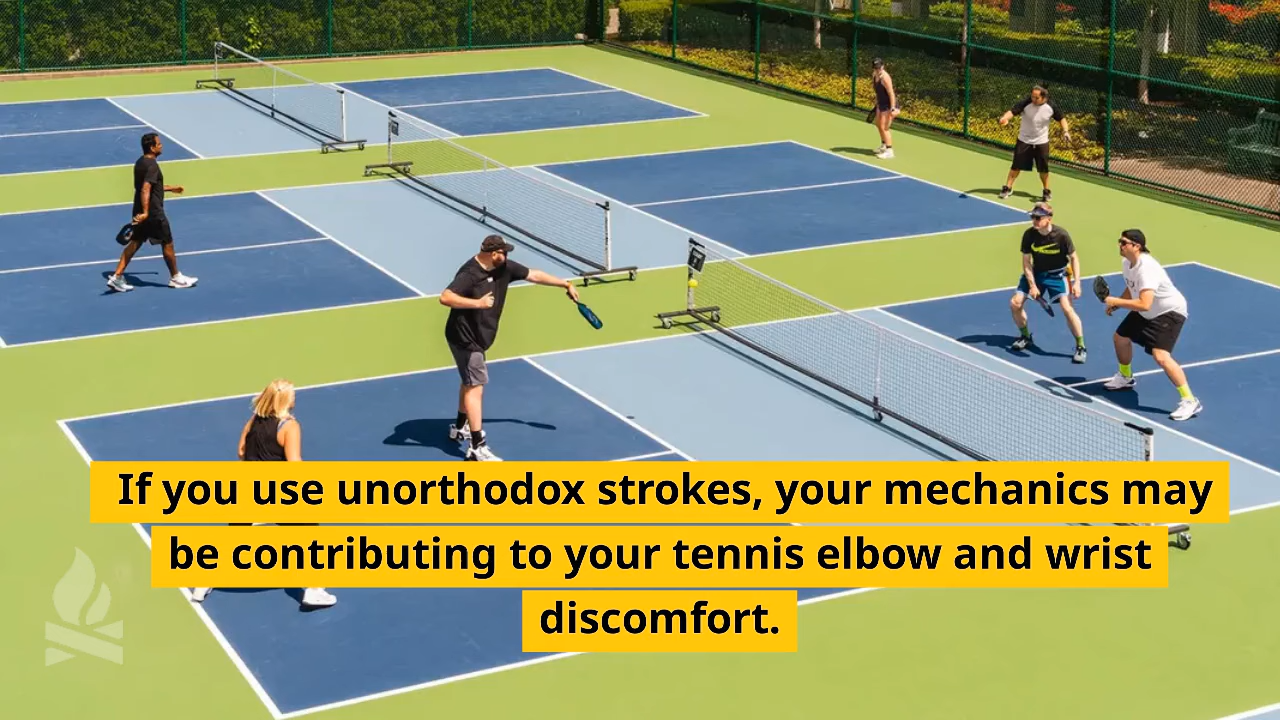 If you use unorthodox strokes, your mechanics may
be contributing to your tennis elbow and wrist
discomfort.